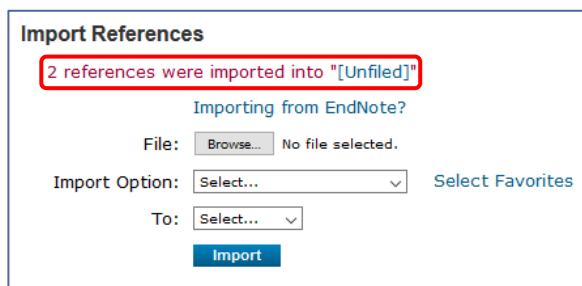 Import References
2 references were imported into "[Unfiled]"
Importing from EndNote?
File: Browse... No file selected.
Import Option: Select... Select Favorites
To: Select...
Import